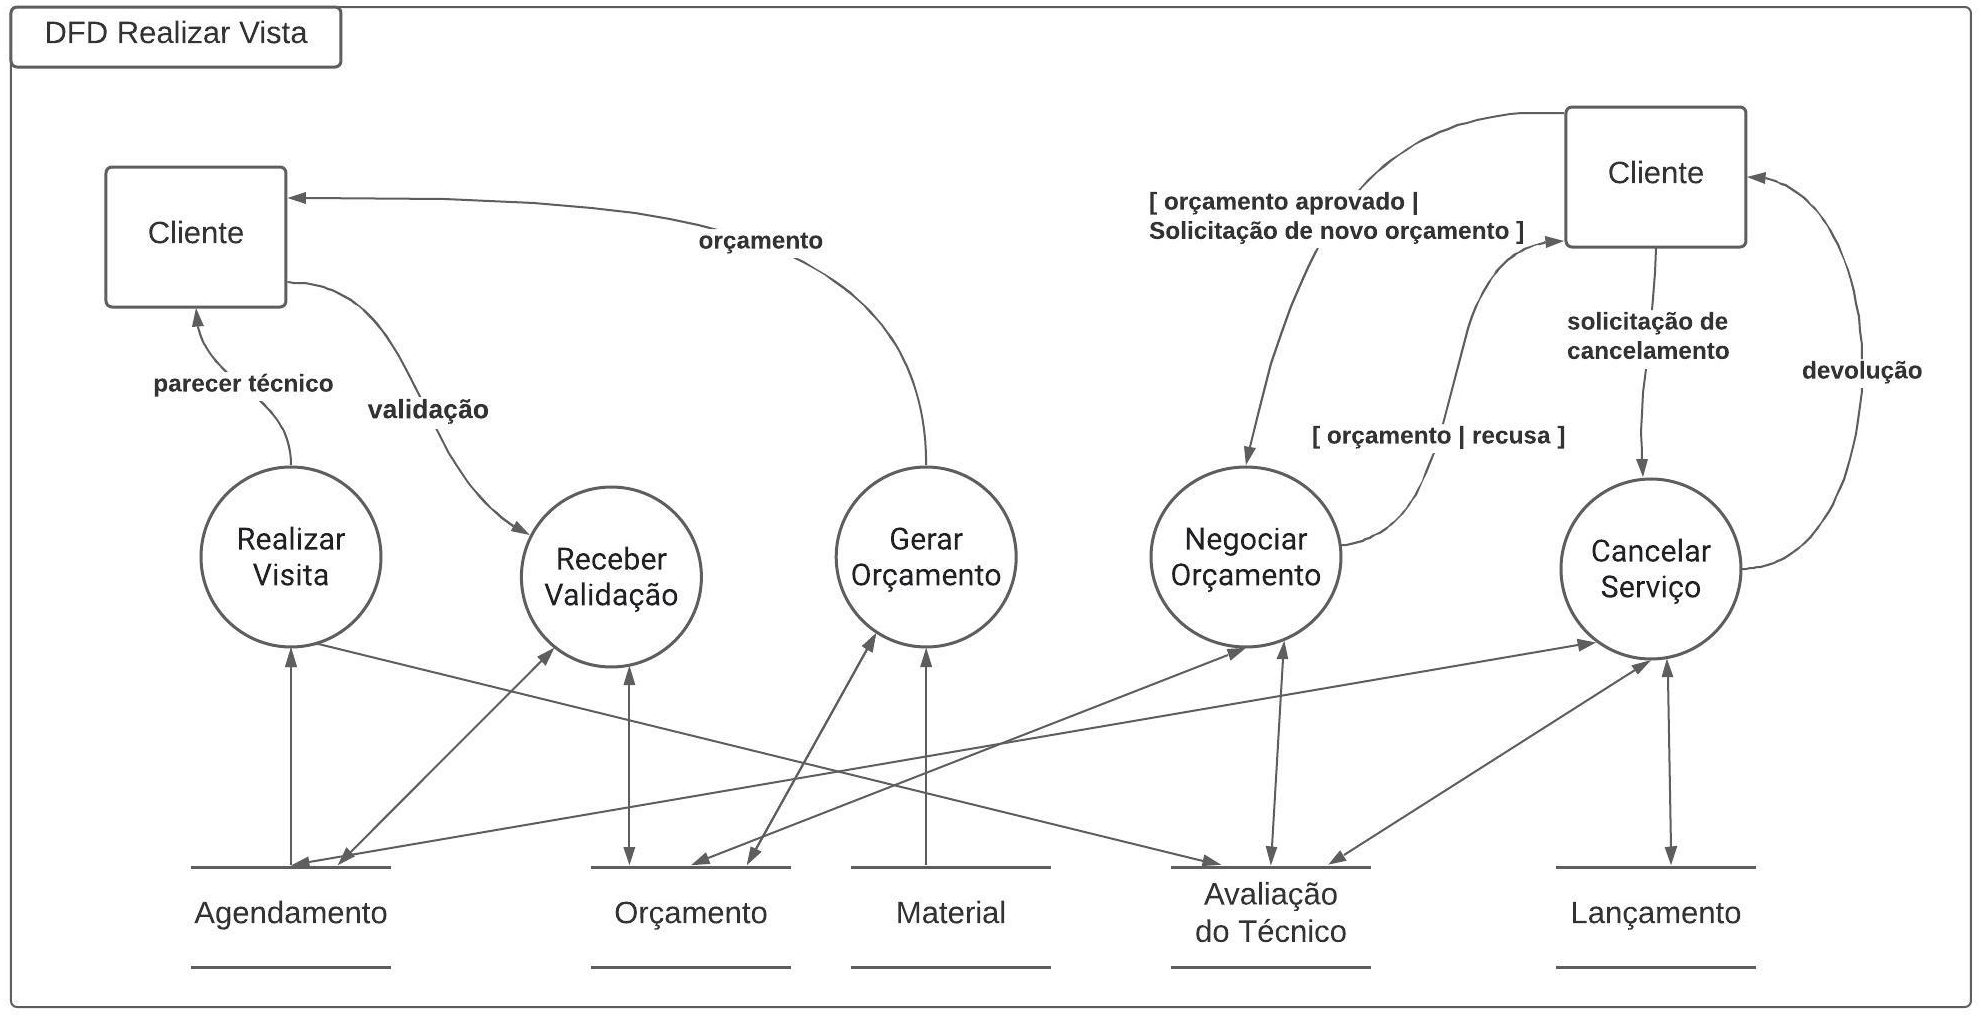 DFD Realizar Vista
Cliente
Cliente
[ orçamento aprovado |
Solicitação de novo orçamento ]
orçamento
solicitação de
cancelamento
devolução
parecer técnico
validação
[ orçamento | recusa ]
Realizar
Visita
Receber
Validação
Gerar
Orçamento
Negociar
Orçamento
Cancelar
Serviço
Agendamento
Orçamento
Material
Avaliação
do Técnico
Lançamento